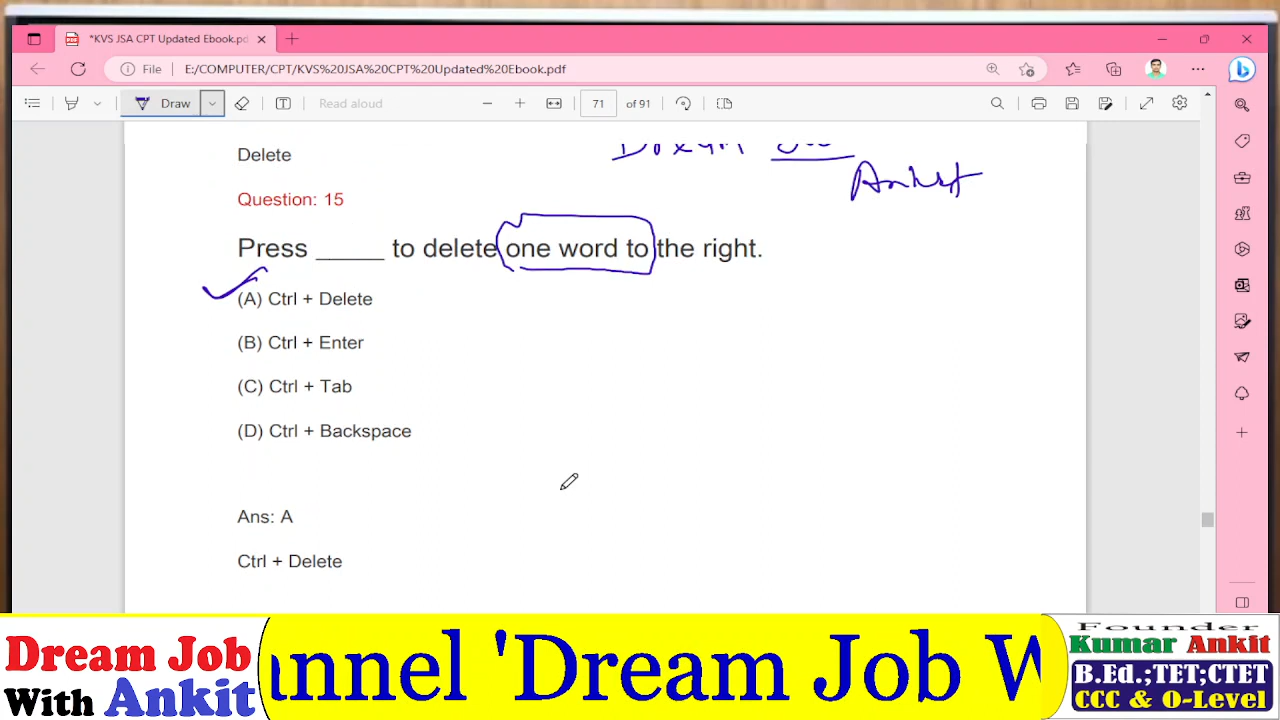 *KVS JSA CPT Updated Ebook.pd
File E:/COMPUTER/CPT/KVS%20JSA%20CPT%20Updated%20Ebook.pdf
Draw Read aloud 71 of 91
Delete
Dream Job
Ankit
Question: 15
Press _____ to delete one word to the right.
(A) Ctrl + Delete
(B) Ctrl + Enter
(C) Ctrl + Tab
(D) Ctrl + Backspace
Ans: A
Ctrl + Delete
Dream Job
With Ankit
annel 'Dream Job W
Founder
Kumar Ankit
B.Ed.;TET;CTET
CCC & O-Level